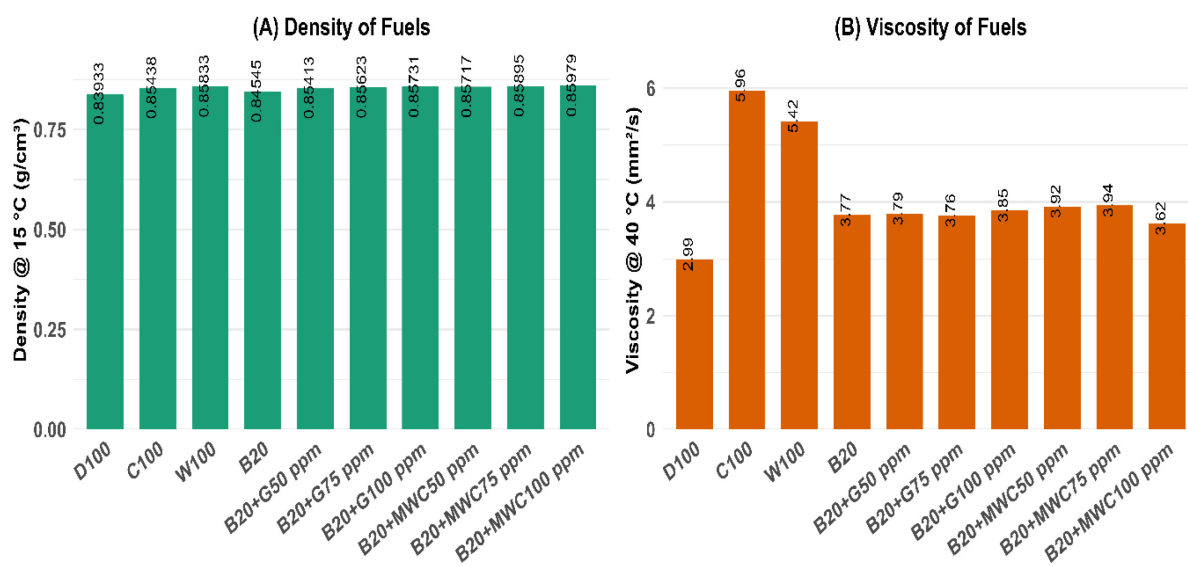 (A) Density of Fuels
Density @ 15 °C (g/cm³)
0.75
0.50
0.25
0.00
0.83933
0.85438
0.85833
0.84545
0.85413
0.85623
0.85731
0.85717
0.85895
0.85979
D100
C100
W100
B20
B20+G50 ppm
B20+G75 ppm
B20+G100 ppm
B20+MWC50 ppm
B20+MWC75 ppm
B20+MWC100 ppm
(B) Viscosity of Fuels
Viscosity @ 40 °C (mm²/s)
6
4
2
0
2.99
5.96
5.42
3.77
3.79
3.76
3.85
3.92
3.94
3.62
D100
C100
W100
B20
B20+G50 ppm
B20+G75 ppm
B20+G100 ppm
B20+MWC50 ppm
B20+MWC75 ppm
B20+MWC100 ppm